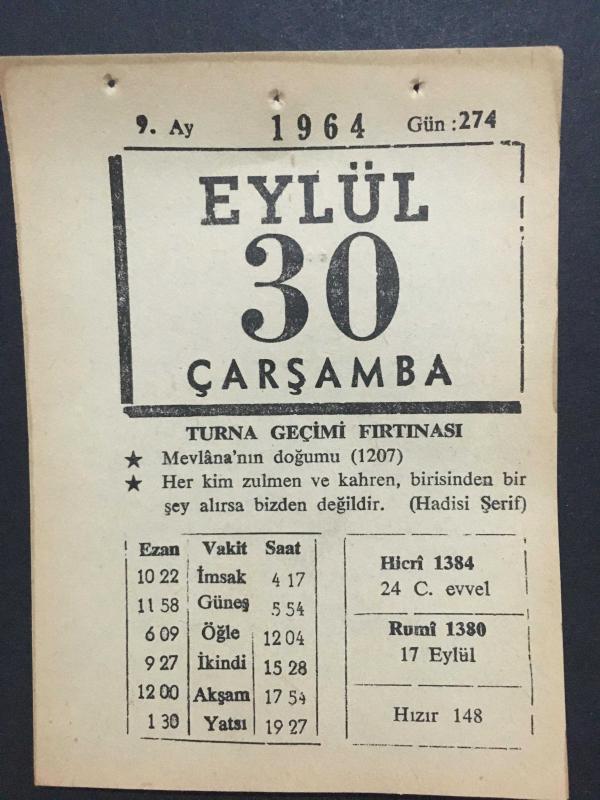 9. Ay 1964 Gün : 274
EYLÜL
30
ÇARŞAMBA
TURNA GEÇİMİ FIRTINASI
★ Mevlâna'nın doğumu (1207)
★ Her kim zulmen ve kahren, birisinden bir
şey alırsa bizden değildir. (Hadisi Şerif)
Ezan Vakit Saat
10 22 İmsak 4 17
11 58 Güneş 5 54
6 09 Öğle 12 04
9 27 İkindi 15 28
12 00 Akşam 17 54
1 30 Yatsı 19 27
Hicrî 1384
24 C. evvel
Rumî 1380
17 Eylül
Hızır 148